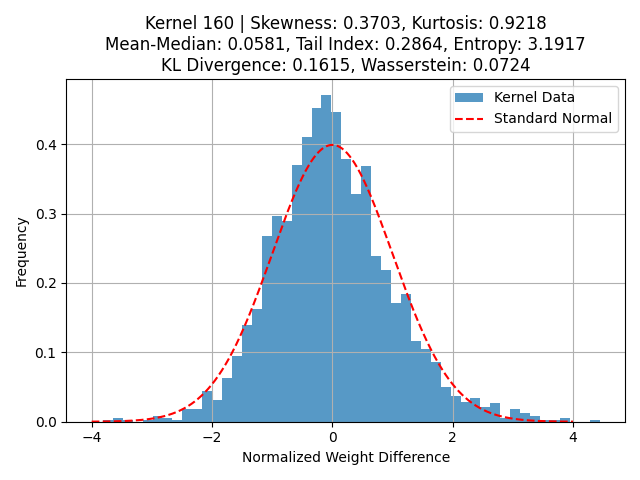 Kernel 160 | Skewness: 0.3703, Kurtosis: 0.9218
Mean-Median: 0.0581, Tail Index: 0.2864, Entropy: 3.1917
KL Divergence: 0.1615, Wasserstein: 0.0724
Kernel Data
Standard Normal
Frequency
0.4
0.3
0.2
0.1
0.0
−4
−2
0
2
4
Normalized Weight Difference